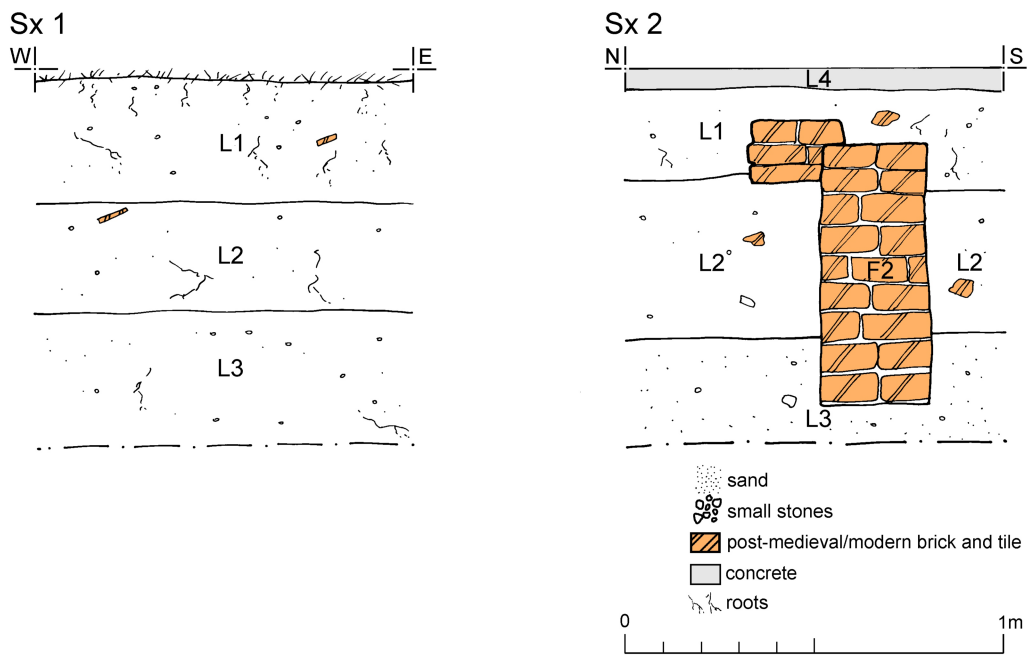 Sx 1
W E
L1
L2
L3
Sx 2
N S
L4
L1
L2 F2 L2
L3
sand
small stones
post-medieval/modern brick and tile
concrete
roots
0 1m